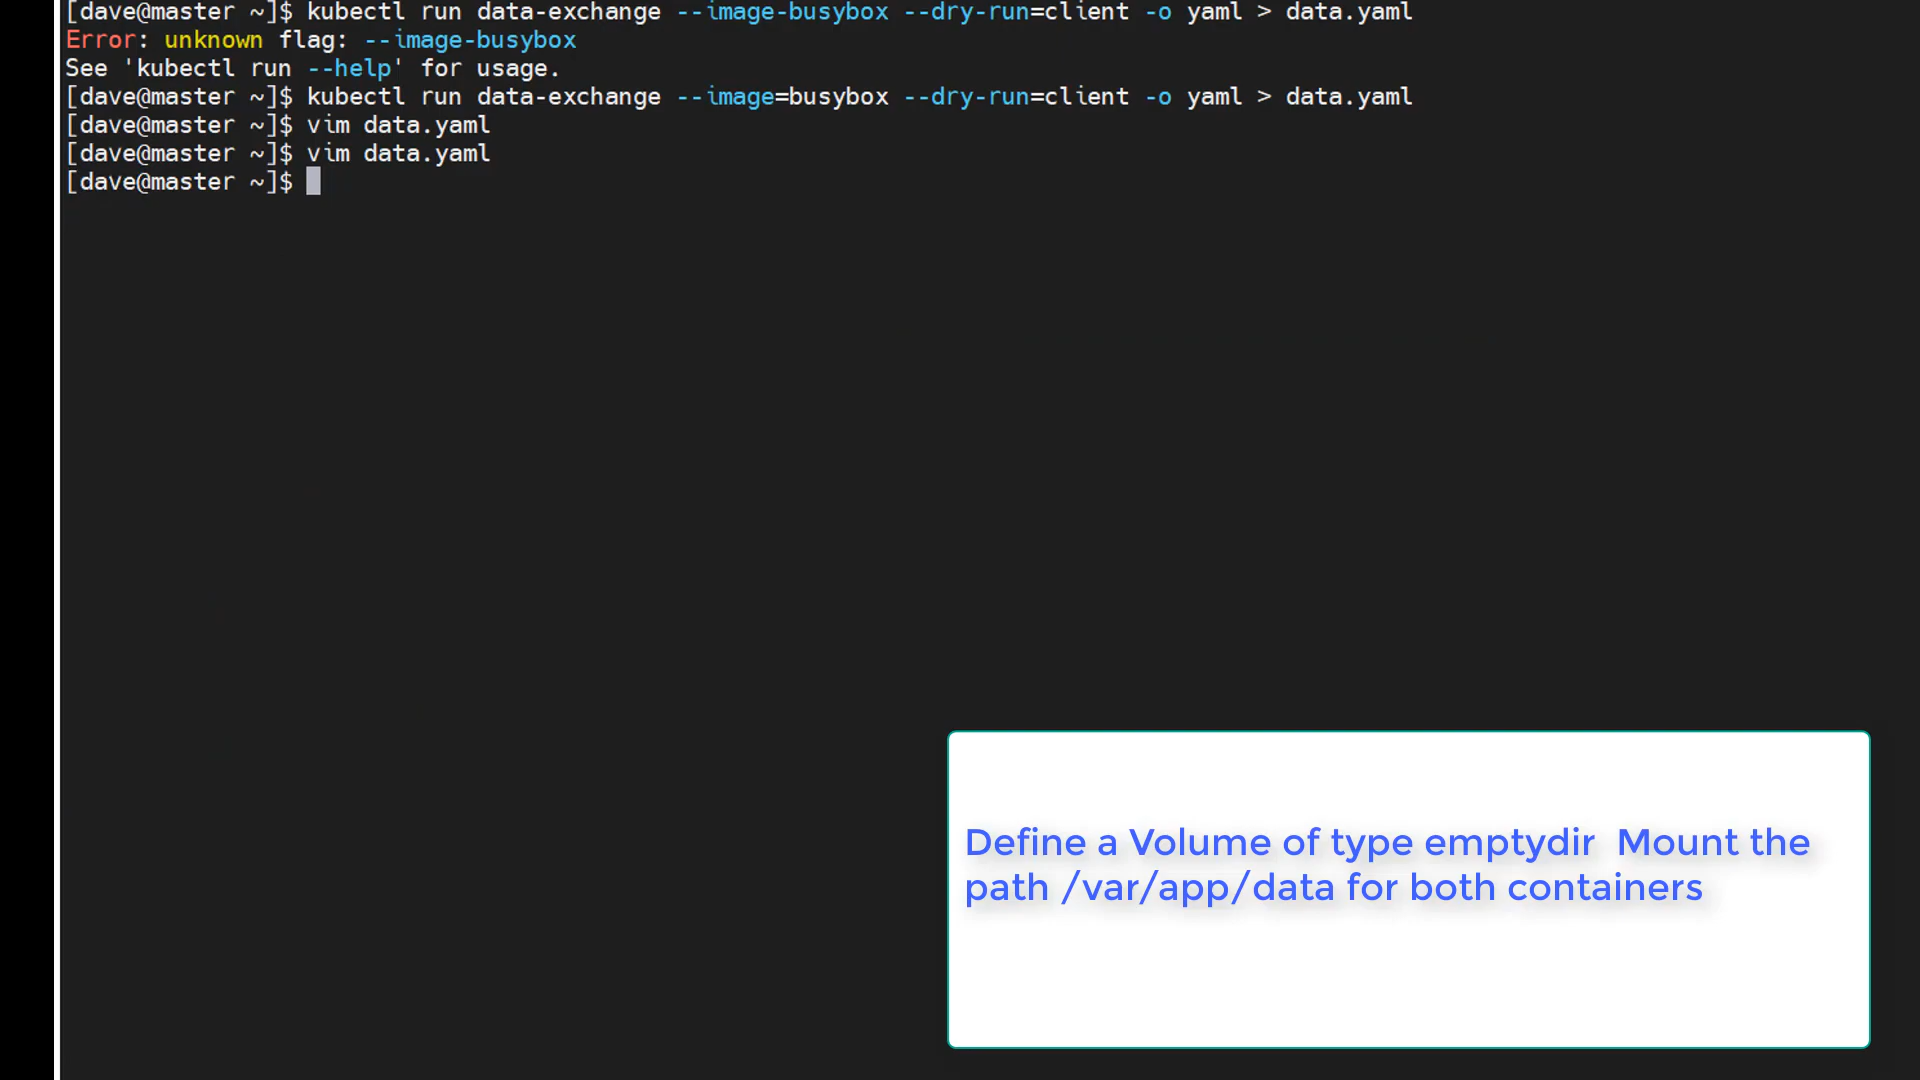 [dave@master ~]$ kubectl run data-exchange --image-busybox --dry-run=client -o yaml > data.yaml
Error: unknown flag: --image-busybox
See 'kubectl run --help' for usage.
[dave@master ~]$ kubectl run data-exchange --image=busybox --dry-run=client -o yaml > data.yaml
[dave@master ~]$ vim data.yaml
[dave@master ~]$ vim data.yaml
[dave@master ~]$
Define a Volume of type emptydir  Mount the
path /var/app/data for both containers